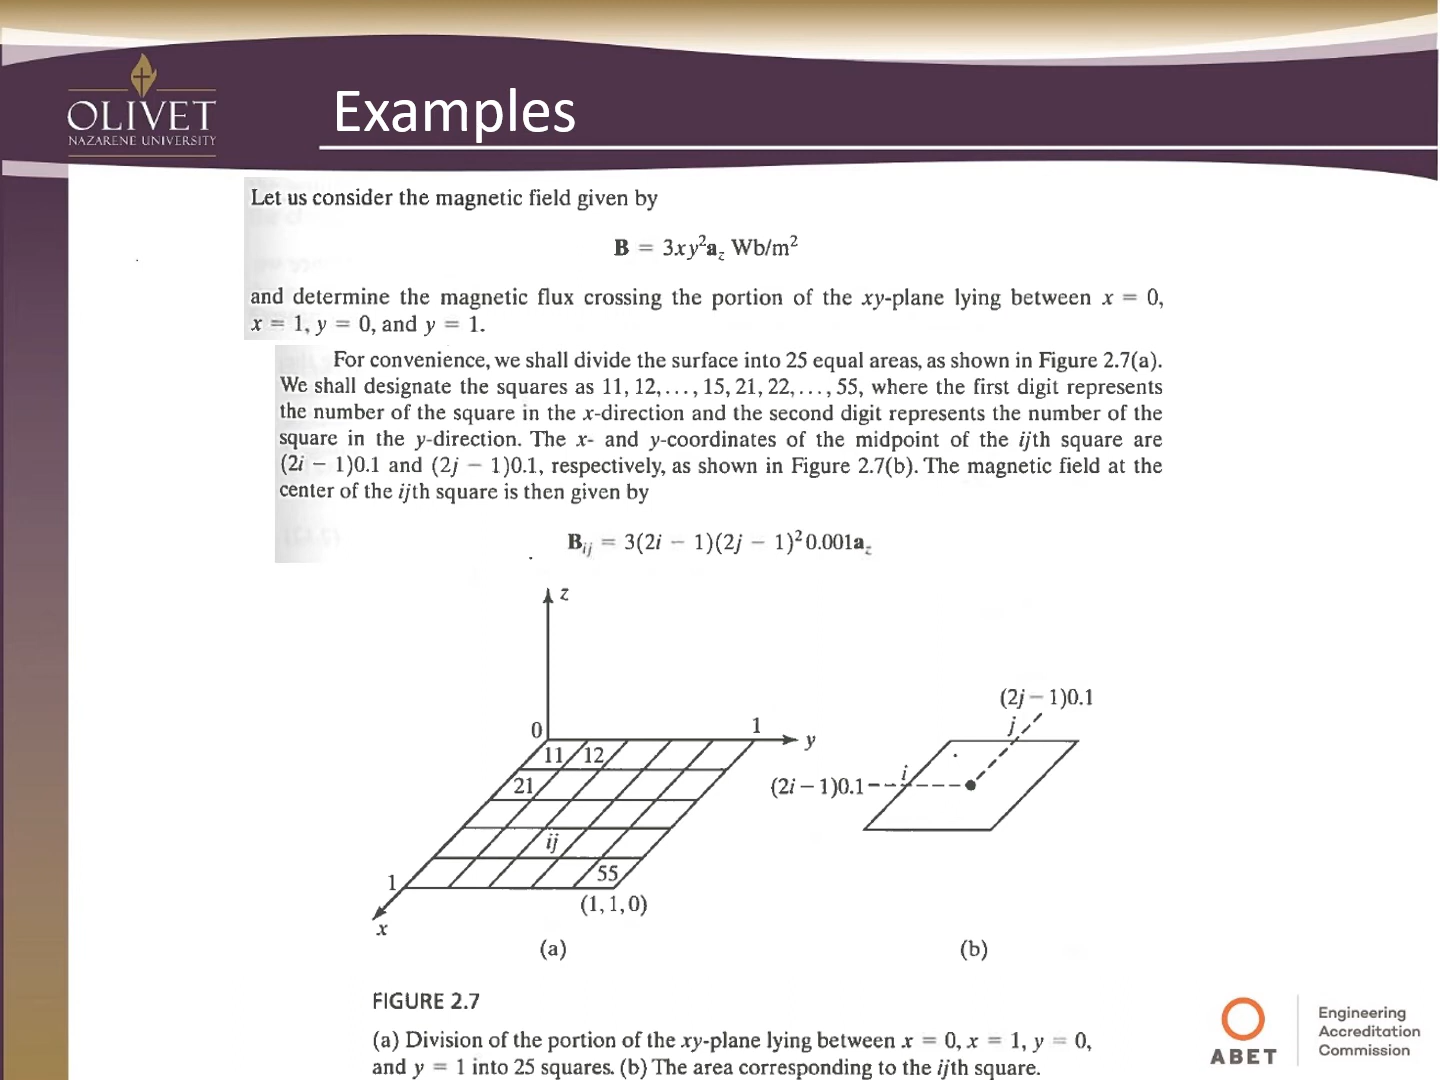 OLIVET
NAZARENE UNIVERSITY
Examples
Let us consider the magnetic field given by
B = 3xy²a_z Wb/m²
and determine the magnetic flux crossing the portion of the xy-plane lying between x = 0,
x = 1, y = 0, and y = 1.
For convenience, we shall divide the surface into 25 equal areas, as shown in Figure 2.7(a).
We shall designate the squares as 11, 12,..., 15, 21, 22,..., 55, where the first digit represents
the number of the square in the x-direction and the second digit represents the number of the
square in the y-direction. The x- and y-coordinates of the midpoint of the ijth square are
(2i − 1)0.1 and (2j − 1)0.1, respectively, as shown in Figure 2.7(b). The magnetic field at the
center of the ijth square is then given by
B_ij = 3(2i − 1)(2j − 1)²0.001a_z
z
0
1
y
11
12
21
ij
55
1
(1, 1, 0)
x
(a)
(2j − 1)0.1
j
i
(2i − 1)0.1
(b)
FIGURE 2.7
(a) Division of the portion of the xy-plane lying between x = 0, x = 1, y = 0,
and y = 1 into 25 squares. (b) The area corresponding to the ijth square.
ABET
Engineering
Accreditation
Commission